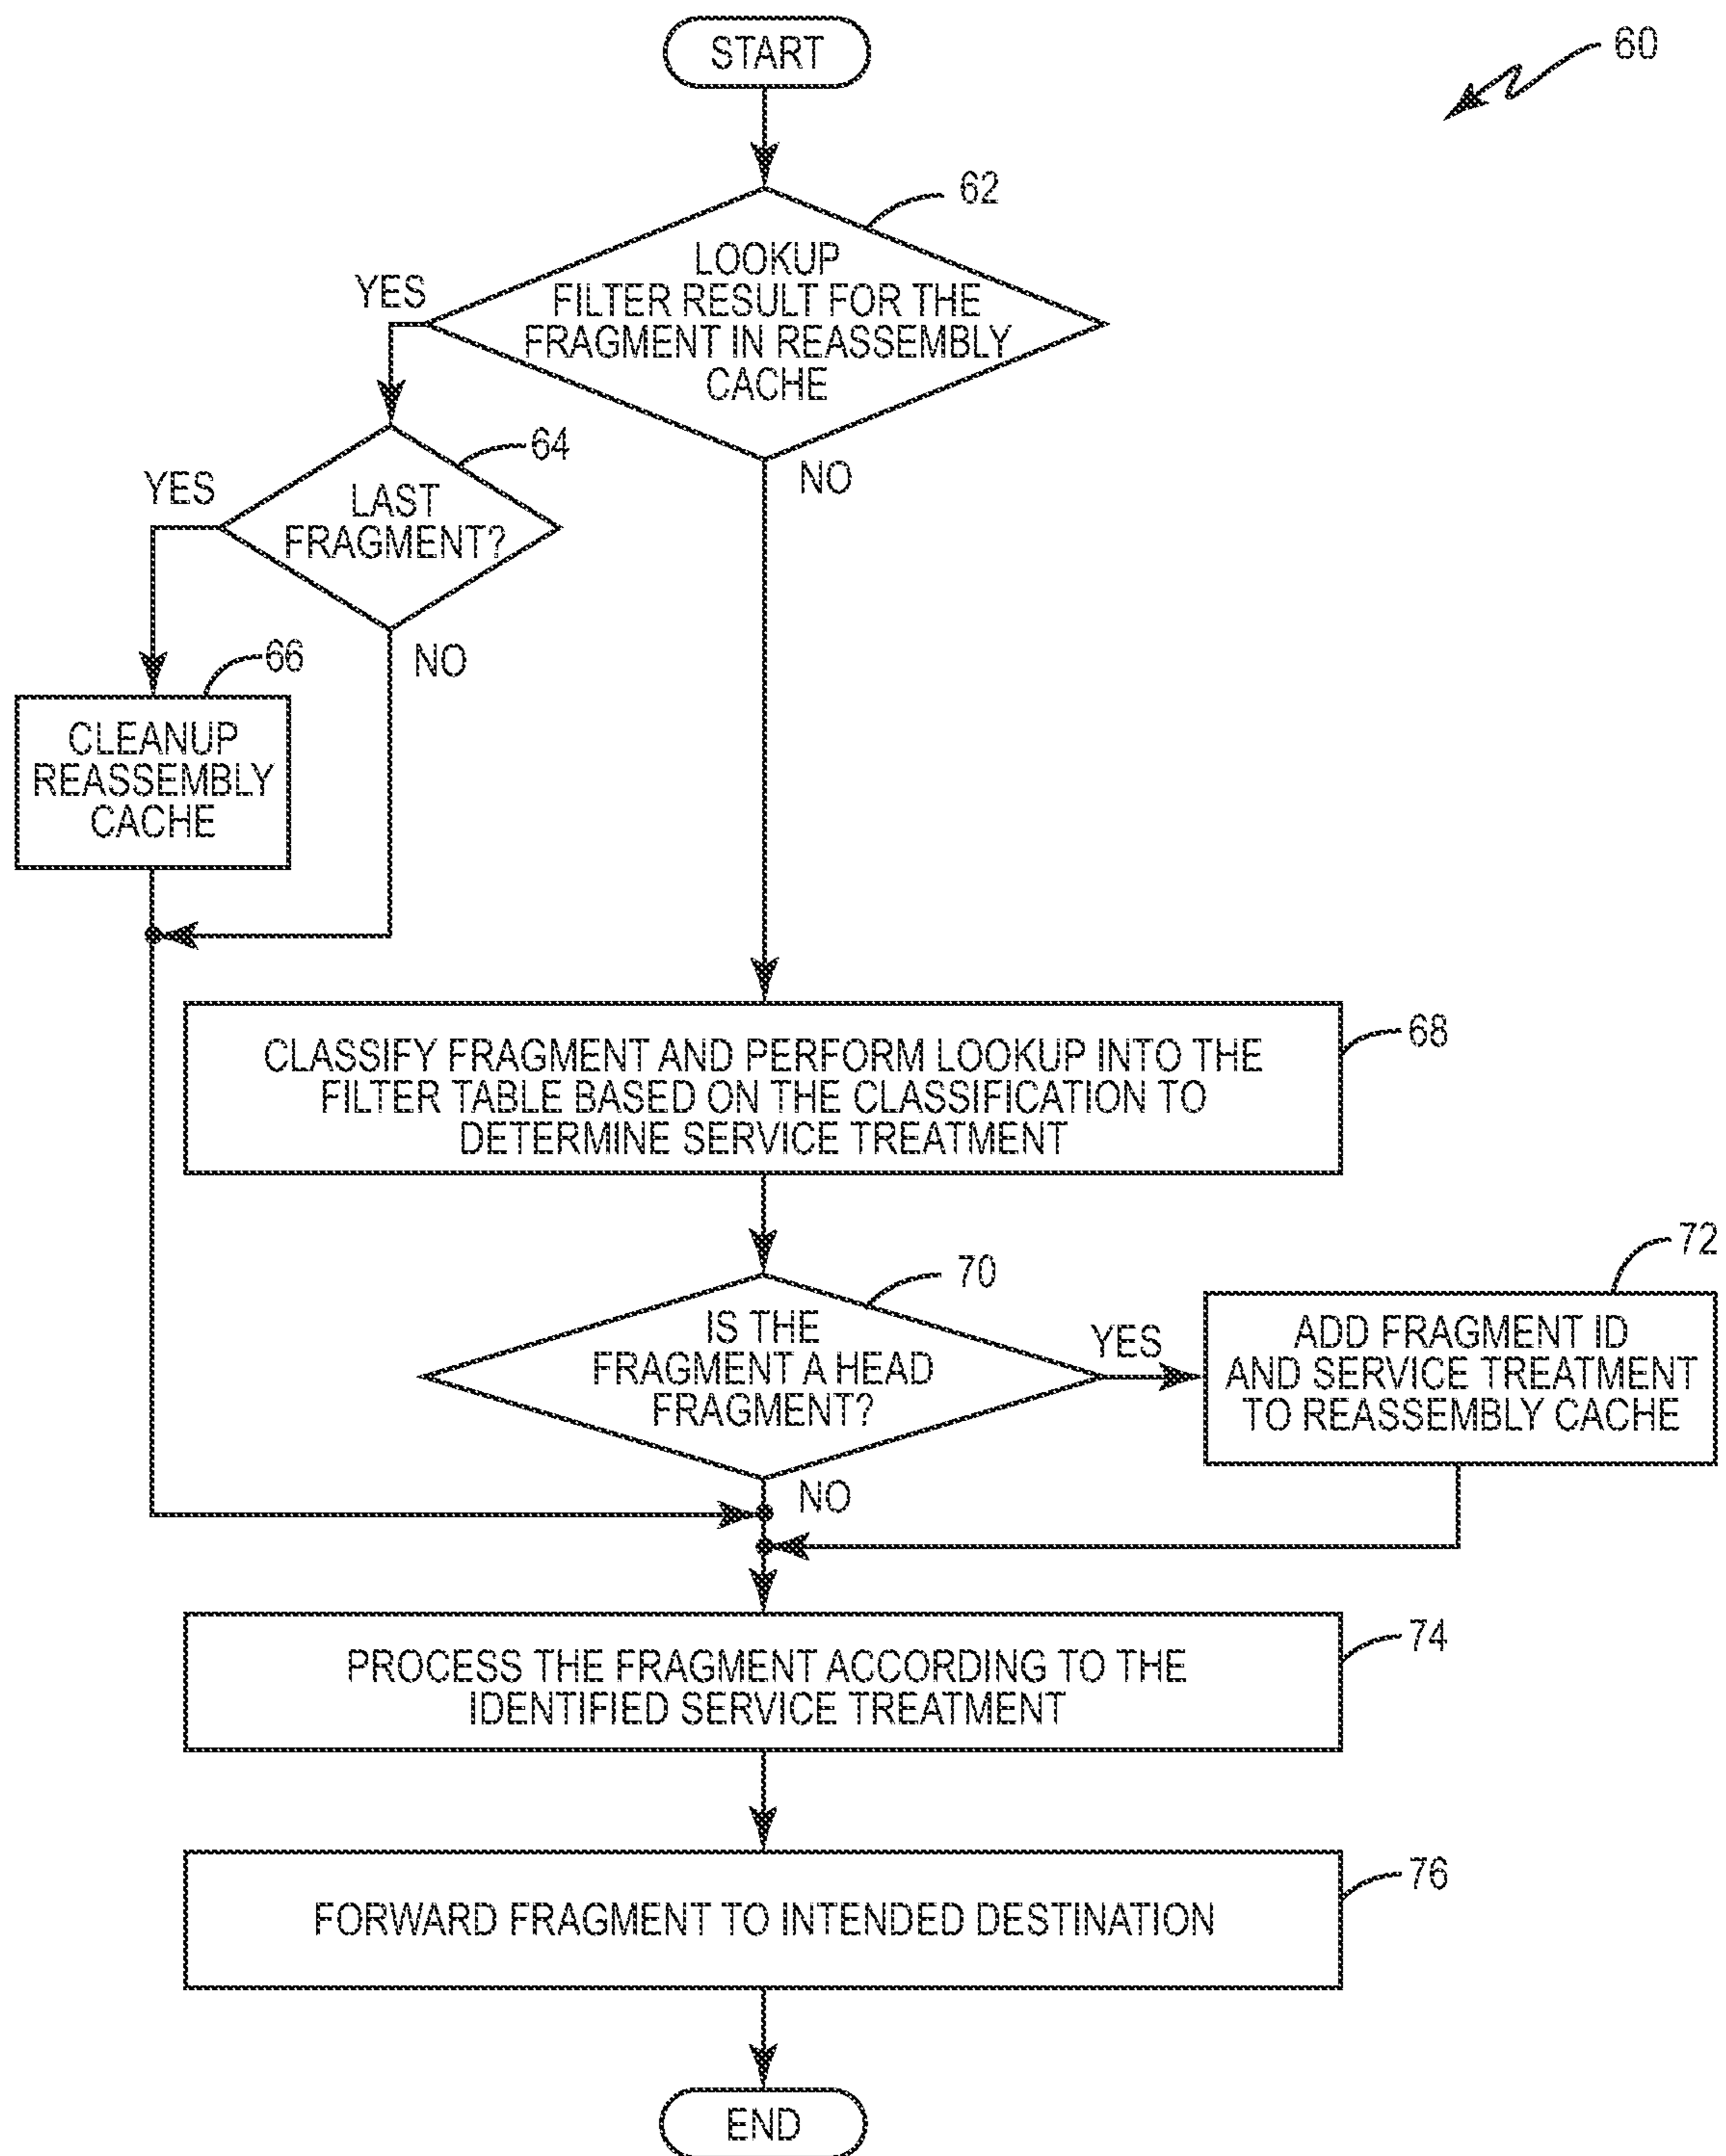 START
60
62
LOOKUP
FILTER RESULT FOR THE
FRAGMENT IN REASSEMBLY
CACHE
YES
NO
64
LAST
FRAGMENT?
YES
NO
66
CLEANUP
REASSEMBLY
CACHE
68
CLASSIFY FRAGMENT AND PERFORM LOOKUP INTO THE
FILTER TABLE BASED ON THE CLASSIFICATION TO
DETERMINE SERVICE TREATMENT
70
IS THE
FRAGMENT A HEAD
FRAGMENT?
YES
NO
72
ADD FRAGMENT ID
AND SERVICE TREATMENT
TO REASSEMBLY CACHE
74
PROCESS THE FRAGMENT ACCORDING TO THE
IDENTIFIED SERVICE TREATMENT
76
FORWARD FRAGMENT TO INTENDED DESTINATION
END